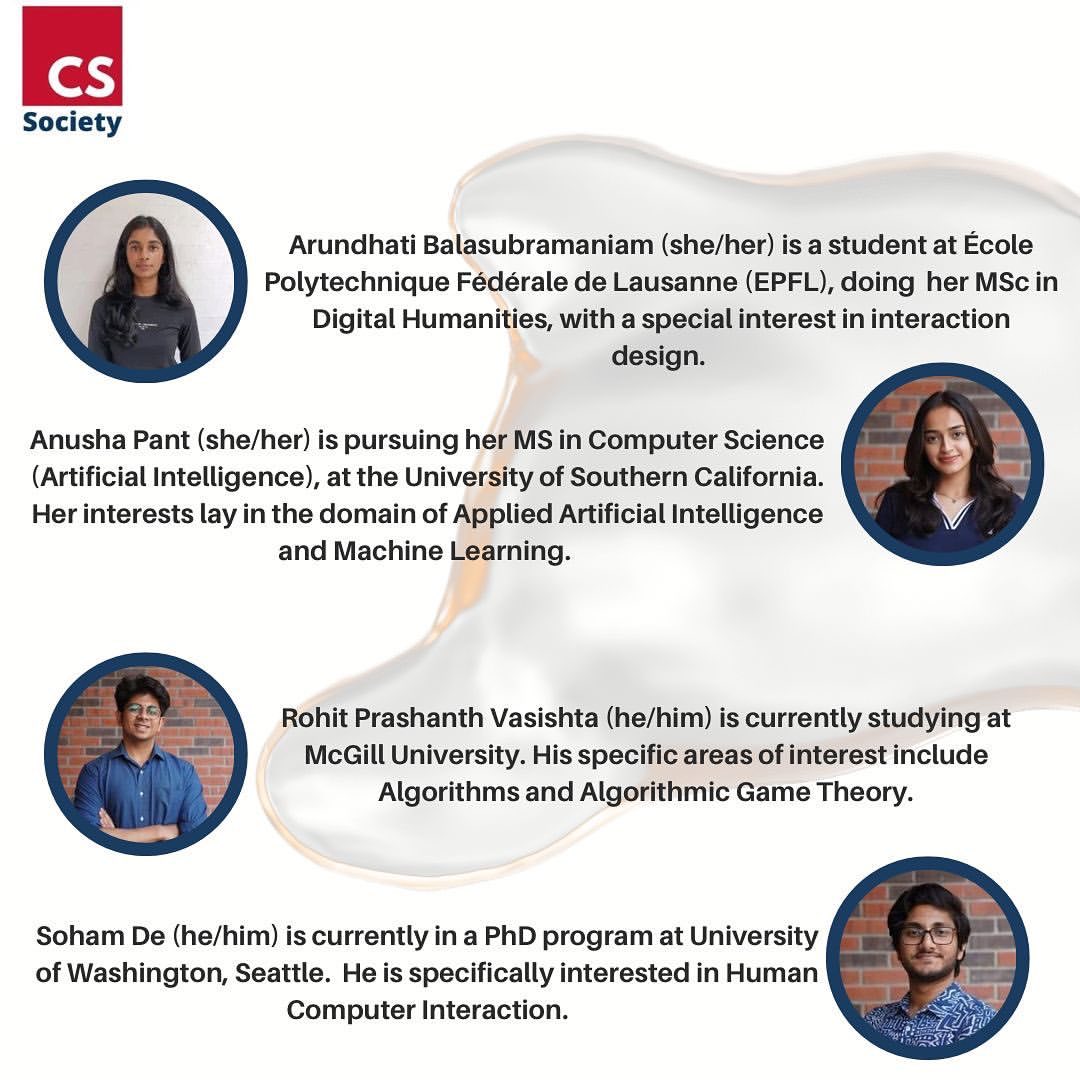 CS
Society
Arundhati Balasubramaniam (she/her) is a student at École
Polytechnique Fédérale de Lausanne (EPFL), doing  her MSc in
Digital Humanities, with a special interest in interaction
design.
Anusha Pant (she/her) is pursuing her MS in Computer Science
(Artificial Intelligence), at the University of Southern California.
Her interests lay in the domain of Applied Artificial Intelligence
and Machine Learning.
Rohit Prashanth Vasishta (he/him) is currently studying at
McGill University. His specific areas of interest include
Algorithms and Algorithmic Game Theory.
Soham De (he/him) is currently in a PhD program at University
of Washington, Seattle.  He is specifically interested in Human
Computer Interaction.